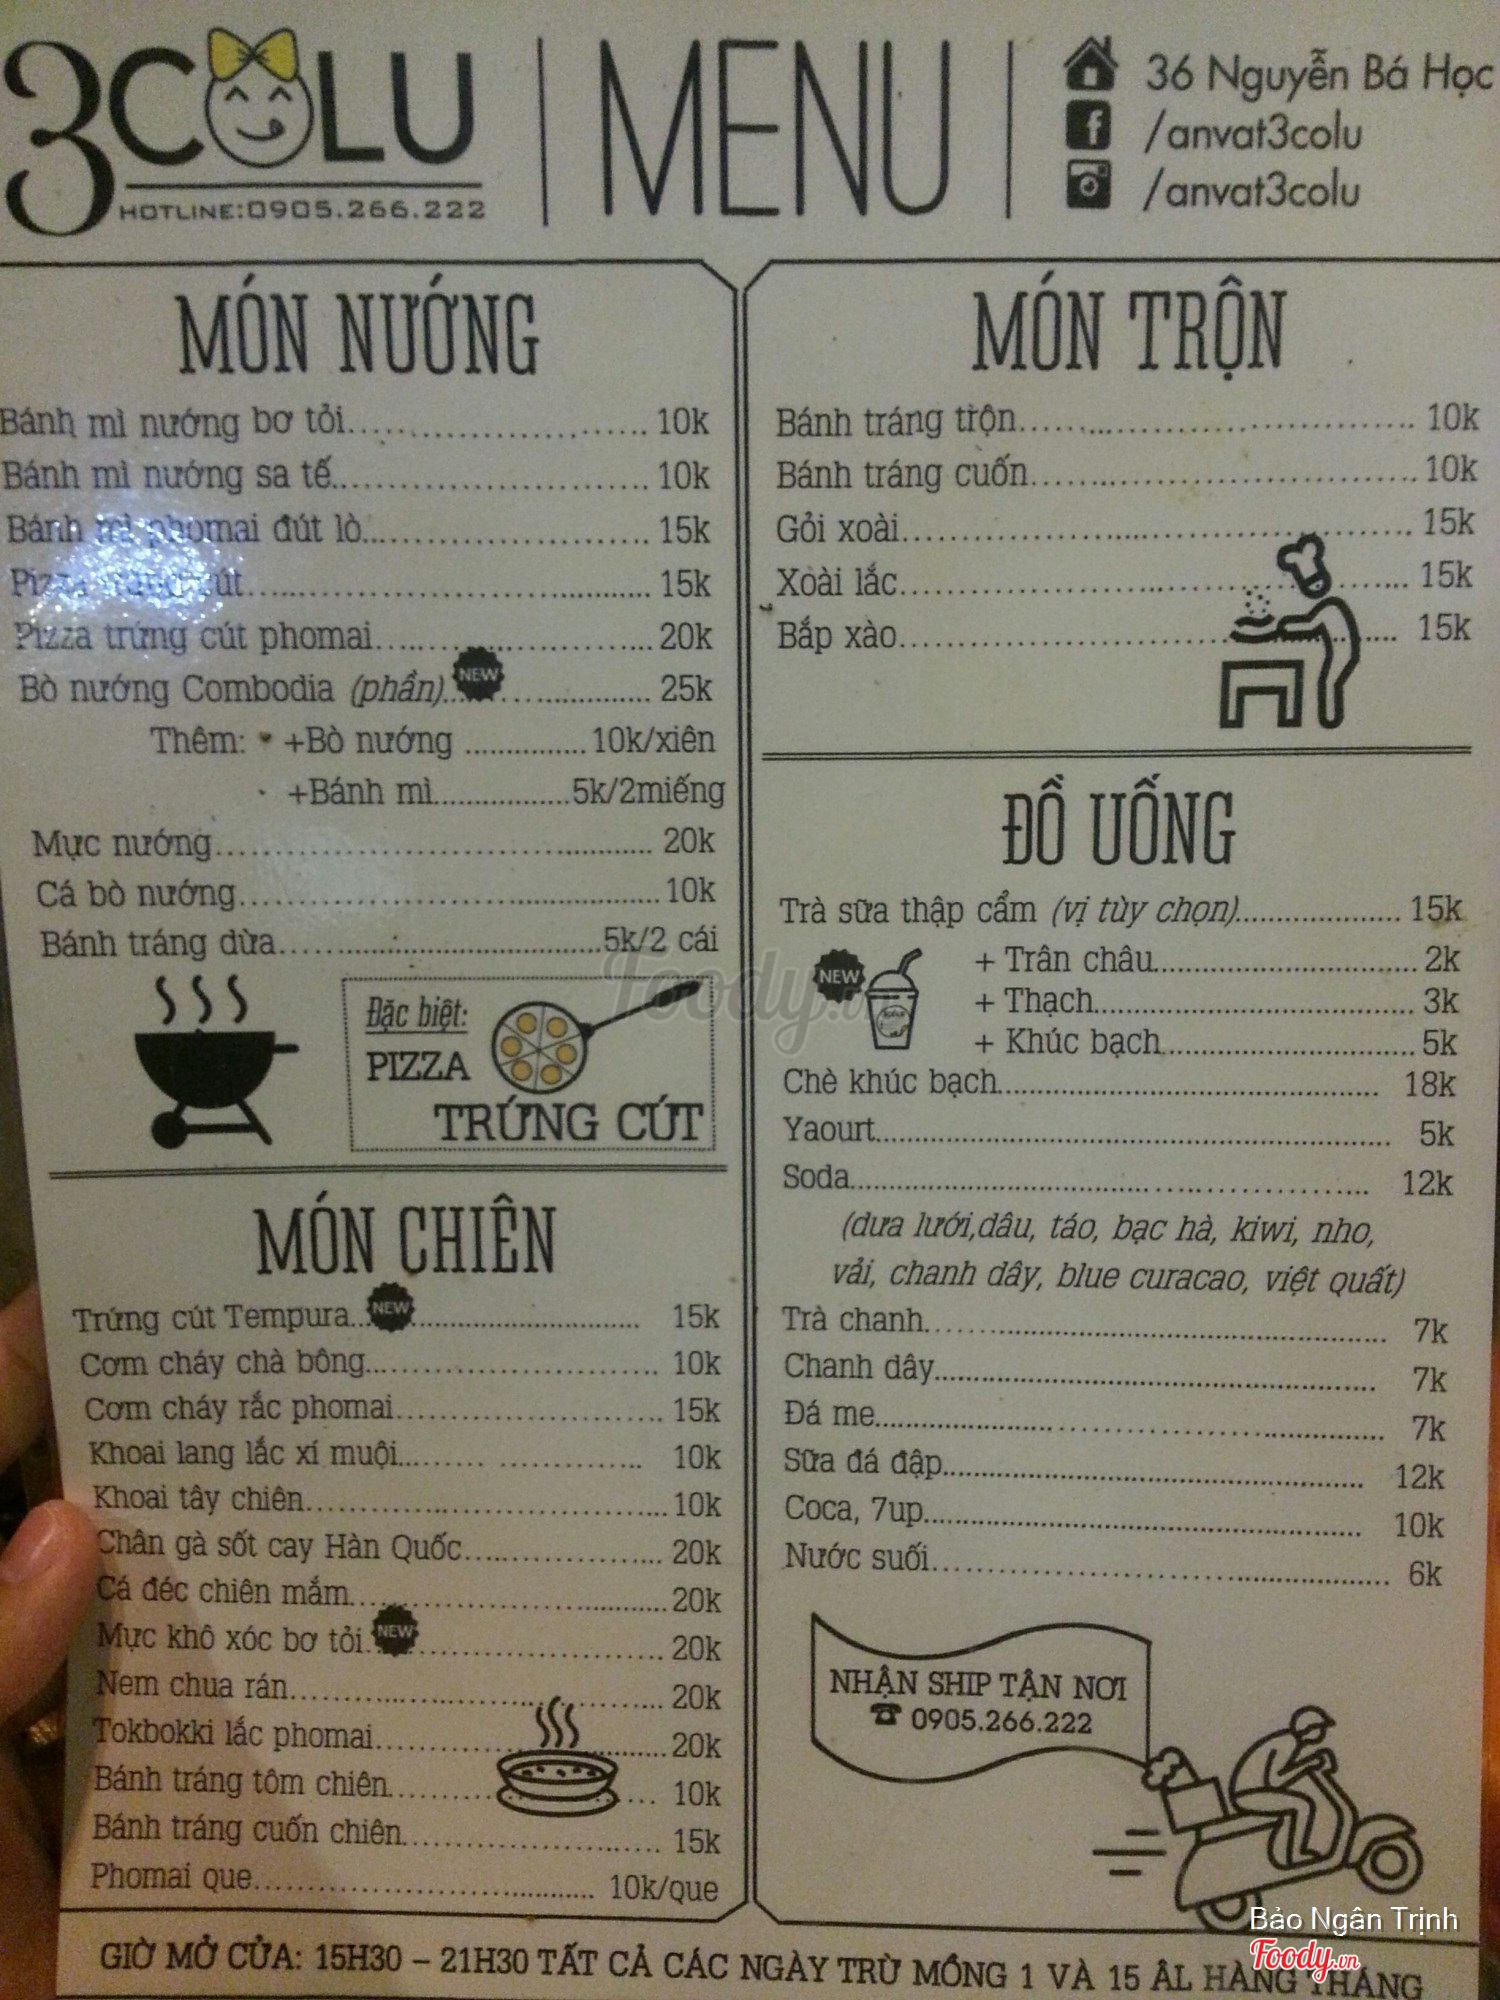 3COLU
HOTLINE:0905.266.222
MENU
36 Nguyễn Bá Học
/anvat3colu
/anvat3colu
MÓN NƯỚNG
Bánh mì nướng bơ tỏi 10k
Bánh mì nướng sa tế 10k
Bánh mì phomai đút lò 15k
Pizza trứng cút 15k
Pizza trứng cút phomai 20k
Bò nướng Combodia (phần) NEW 25k
Thêm: +Bò nướng 10k/xiên
+Bánh mì 5k/2miếng
Mực nướng 20k
Cá bò nướng 10k
Bánh tráng dừa 5k/2 cái
Đặc biệt:
PIZZA
TRỨNG CÚT
MÓN CHIÊN
Trứng cút Tempura NEW 15k
Cơm cháy chà bông 10k
Cơm cháy rắc phomai 15k
Khoai lang lắc xí muội 10k
Khoai tây chiên 10k
Chân gà sốt cay Hàn Quốc 20k
Cá đéc chiên mắm 20k
Mực khô xóc bơ tỏi NEW 20k
Nem chua rán 20k
Tokbokki lắc phomai 20k
Bánh tráng tôm chiên 10k
Bánh tráng cuốn chiên 15k
Phomai que 10k/que
MÓN TRỘN
Bánh tráng trộn 10k
Bánh tráng cuốn 10k
Gỏi xoài 15k
Xoài lắc 15k
Bắp xào 15k
ĐỒ UỐNG
Trà sữa thập cẩm (vị tùy chọn) 15k
NEW
+ Trân châu 2k
+ Thạch 3k
+ Khúc bạch 5k
Chè khúc bạch 18k
Yaourt 5k
Soda 12k
(dưa lưới,dâu, táo, bạc hà, kiwi, nho,
vải, chanh dây, blue curacao, việt quất)
Trà chanh 7k
Chanh dây 7k
Đá me 7k
Sữa đá đập 12k
Coca, 7up 10k
Nước suối 6k
NHẬN SHIP TẬN NƠI
0905.266.222
GIỜ MỞ CỬA: 15H30 – 21H30 TẤT CẢ CÁC NGÀY TRỪ MỒNG 1 VÀ 15 ÂL HÀNG THÁNG
Foody.vn
Bảo Ngân Trịnh
Foody.vn